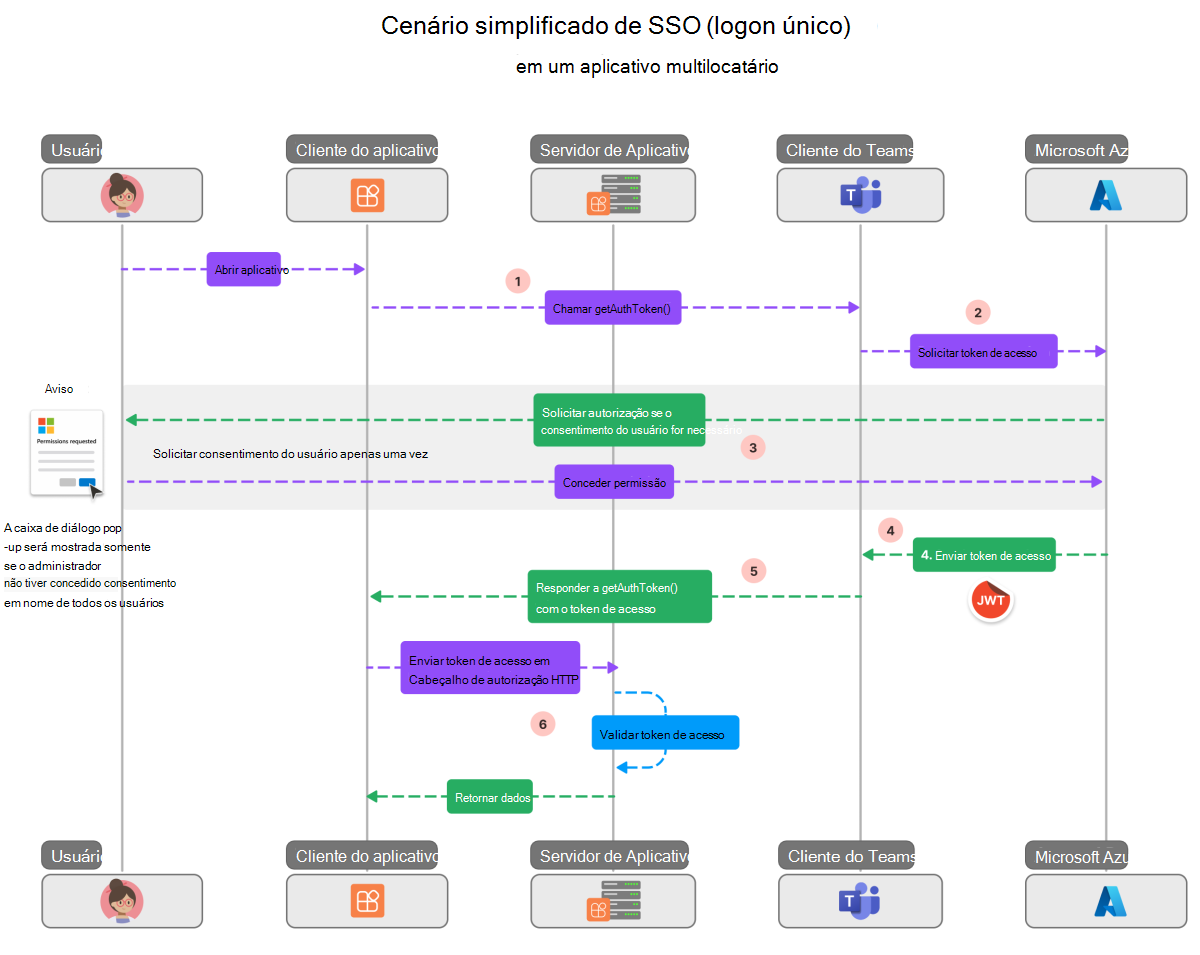 Cenário simplificado de SSO (logon único)
em um aplicativo multilocatário
Usuári
Cliente do aplicativo
Servidor de Aplicativo
Cliente do Teams
Microsoft Az
Abrir aplicativo
1
Chamar getAuthToken()
2
Solicitar token de acesso
Aviso
Permissions requested
Solicitar autorização se o
consentimento do usuário for necessário
3
Solicitar consentimento do usuário apenas uma vez
Conceder permissão
A caixa de diálogo pop
-up será mostrada somente
se o administrador
não tiver concedido consentimento
em nome de todos os usuários
4
4. Enviar token de acesso
JWT
5
Responder a getAuthToken()
com o token de acesso
Enviar token de acesso em
Cabeçalho de autorização HTTP
6
Validar token de acesso
Retornar dados
Usuári
Cliente do aplicativo
Servidor de Aplicativo
Cliente do Teams
Microsoft Azu